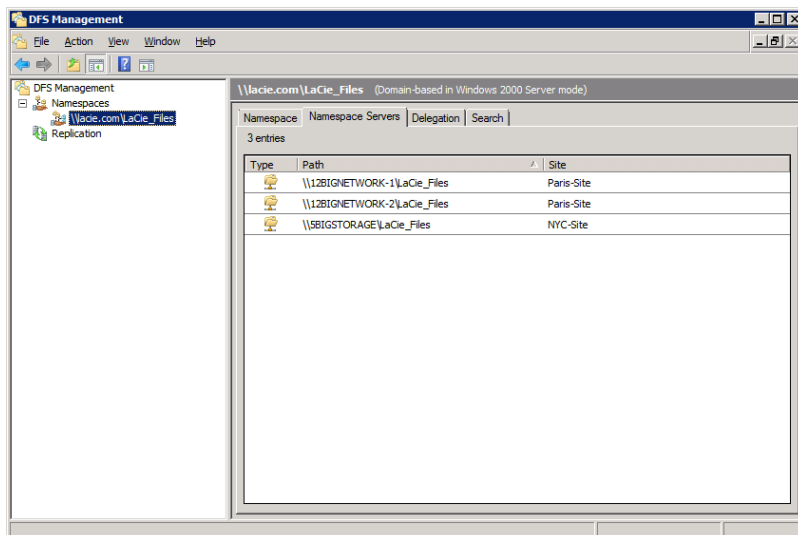 DFS Management
File Action View Window Help
DFS Management
Namespaces
\\lacie.com\LaCie_Files
Replication
\\lacie.com\LaCie_Files (Domain-based in Windows 2000 Server mode)
Namespace Namespace Servers Delegation Search
3 entries
Type Path Site
\\12BIGNETWORK-1\LaCie_Files Paris-Site
\\12BIGNETWORK-2\LaCie_Files Paris-Site
\\5BIGSTORAGE\LaCie_Files NYC-Site